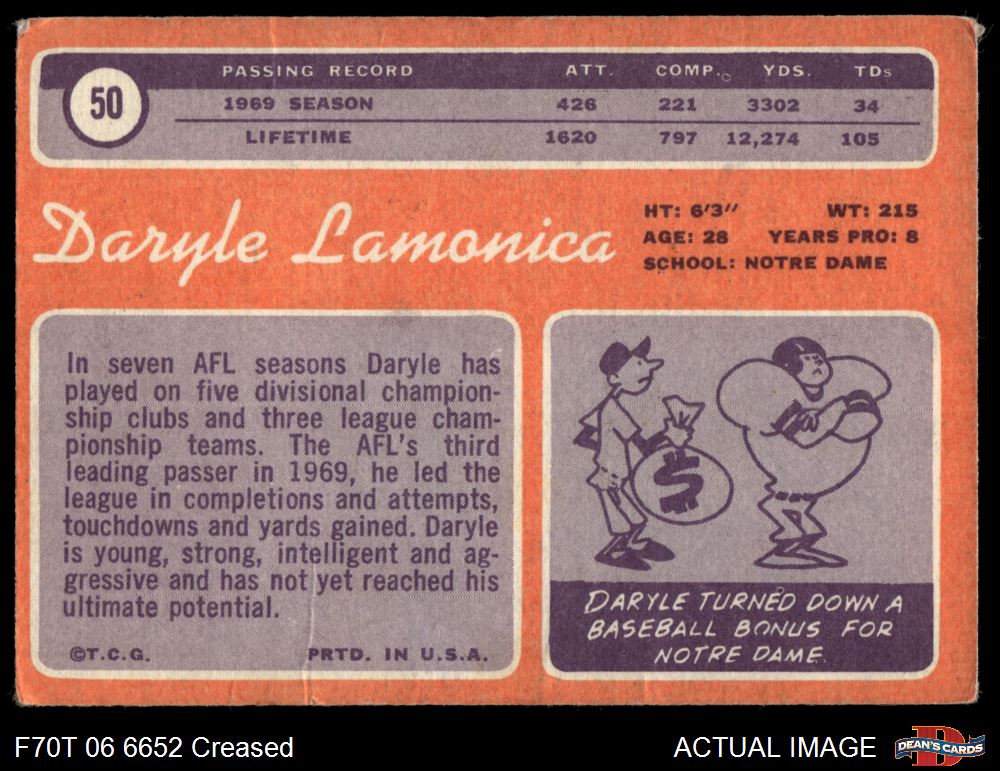 50
PASSING RECORD ATT. COMP. YDS. TDs
1969 SEASON 426 221 3302 34
LIFETIME 1620 797 12,274 105
Daryle Lamonica
HT: 6'3" WT: 215
AGE: 28 YEARS PRO: 8
SCHOOL: NOTRE DAME
In seven AFL seasons Daryle has
played on five divisional champion-
ship clubs and three league cham-
pionship teams. The AFL's third
leading passer in 1969, he led the
league in completions and attempts,
touchdowns and yards gained. Daryle
is young, strong, intelligent and ag-
gressive and has not yet reached his
ultimate potential.
©T.C.G. PRTD. IN U.S.A.
$
DARYLE TURNED DOWN A
BASEBALL BONUS FOR
NOTRE DAME.
F70T 06 6652 Creased
ACTUAL IMAGE
D
DEAN'S CARDS